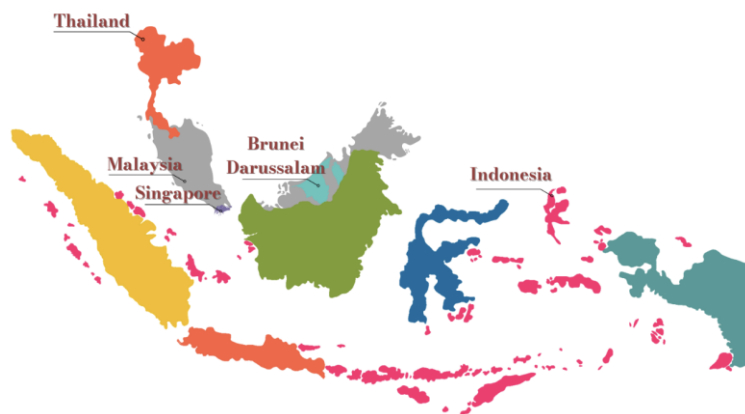 Thailand
Malaysia
Singapore
Brunei
Darussalam
Indonesia